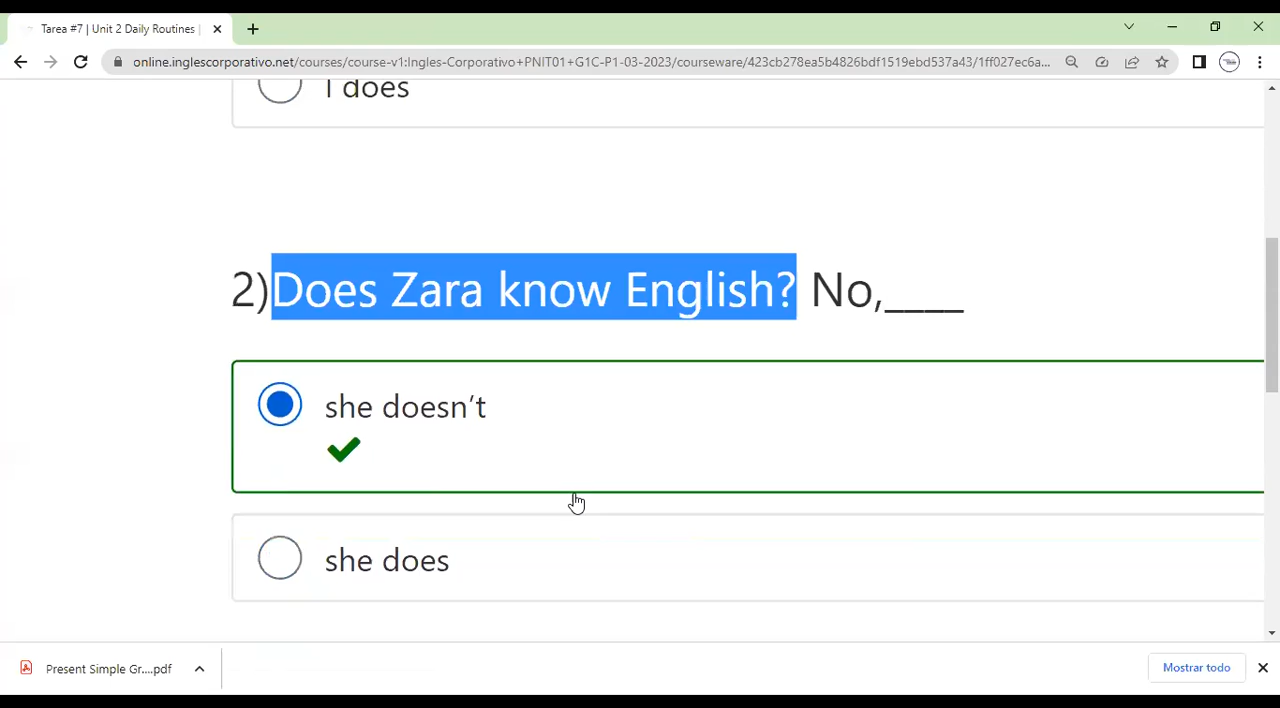 Tarea #7 | Unit 2 Daily Routines |
online.inglescorporativo.net/courses/course-v1:Ingles-Corporativo+PNIT01+G1C-P1-03-2023/courseware/423cb278ea5b4826bdf1519ebd537a43/1ff027ec6a...
I does
2)Does Zara know English? No,____
she doesn't
she does
Present Simple Gr....pdf
Mostrar todo